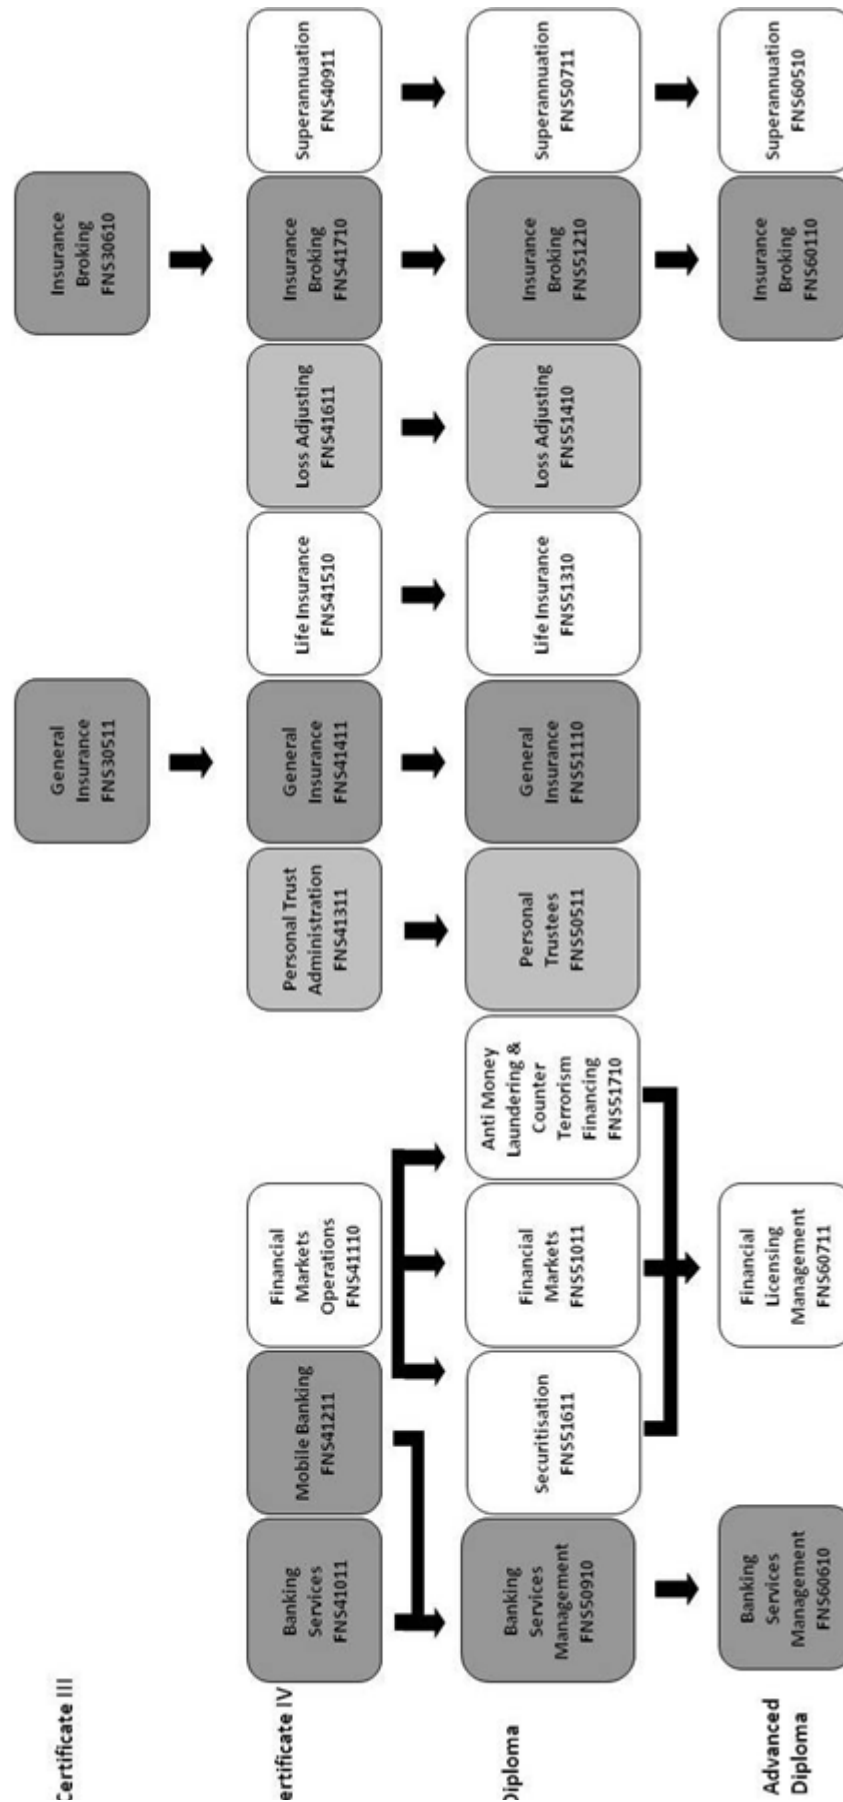 Certificate III
General
Insurance
FNS30511
Insurance
Broking
FNS30610
ertificate IV
Banking
Services
FNS41011
Mobile Banking
FNS41211
Financial
Markets
Operations
FNS41110
Personal Trust
Administration
FNS41311
General
Insurance
FNS41411
Life Insurance
FNS41510
Loss Adjusting
FNS41611
Insurance
Broking
FNS41710
Superannuation
FNS40911
Diploma
Banking
Services
Management
FNS50910
Securitisation
FNS51611
Financial
Markets
FNS51011
Anti Money
Laundering &
Counter
Terrorism
Financing
FNS51710
Personal
Trustees
FNS50511
General
Insurance
FNS51110
Life Insurance
FNS51310
Loss Adjusting
FNS51410
Insurance
Broking
FNS51210
Superannuation
FNS50711
Advanced
Diploma
Banking
Services
Management
FNS60610
Financial
Licensing
Management
FNS60711
Insurance
Broking
FNS60110
Superannuation
FNS60510